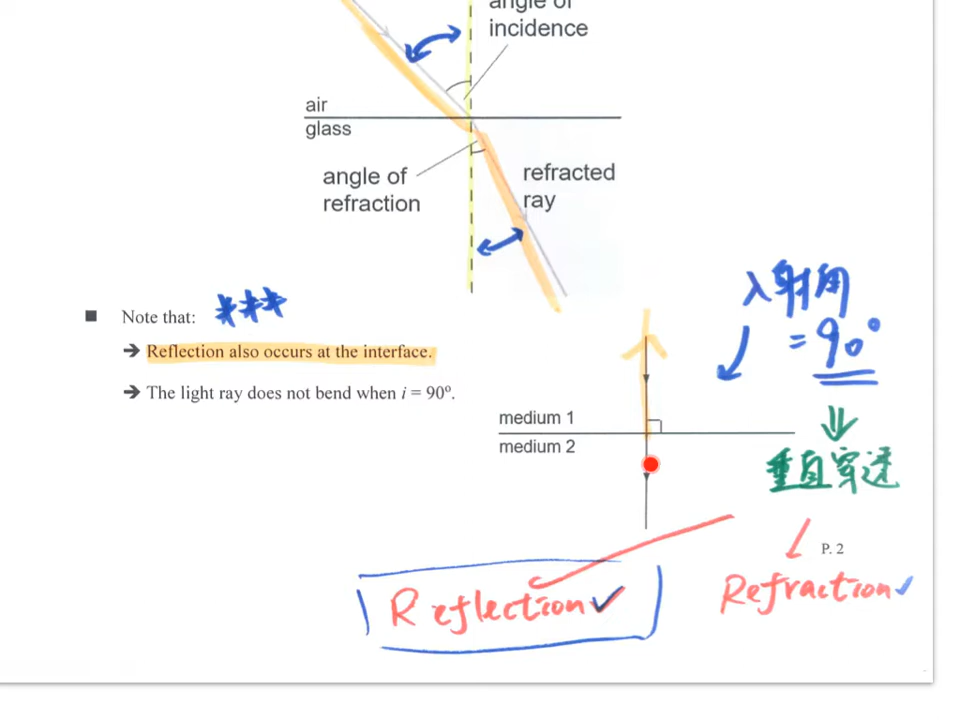 angle of
incidence
air
glass
angle of
refraction
refracted
ray
■ Note that: ***
➔ Reflection also occurs at the interface.
➔ The light ray does not bend when i = 90º.
入射角
= 90°
⇓
垂直穿透
medium 1
medium 2
P. 2
Reflection ✓
Refraction ✓